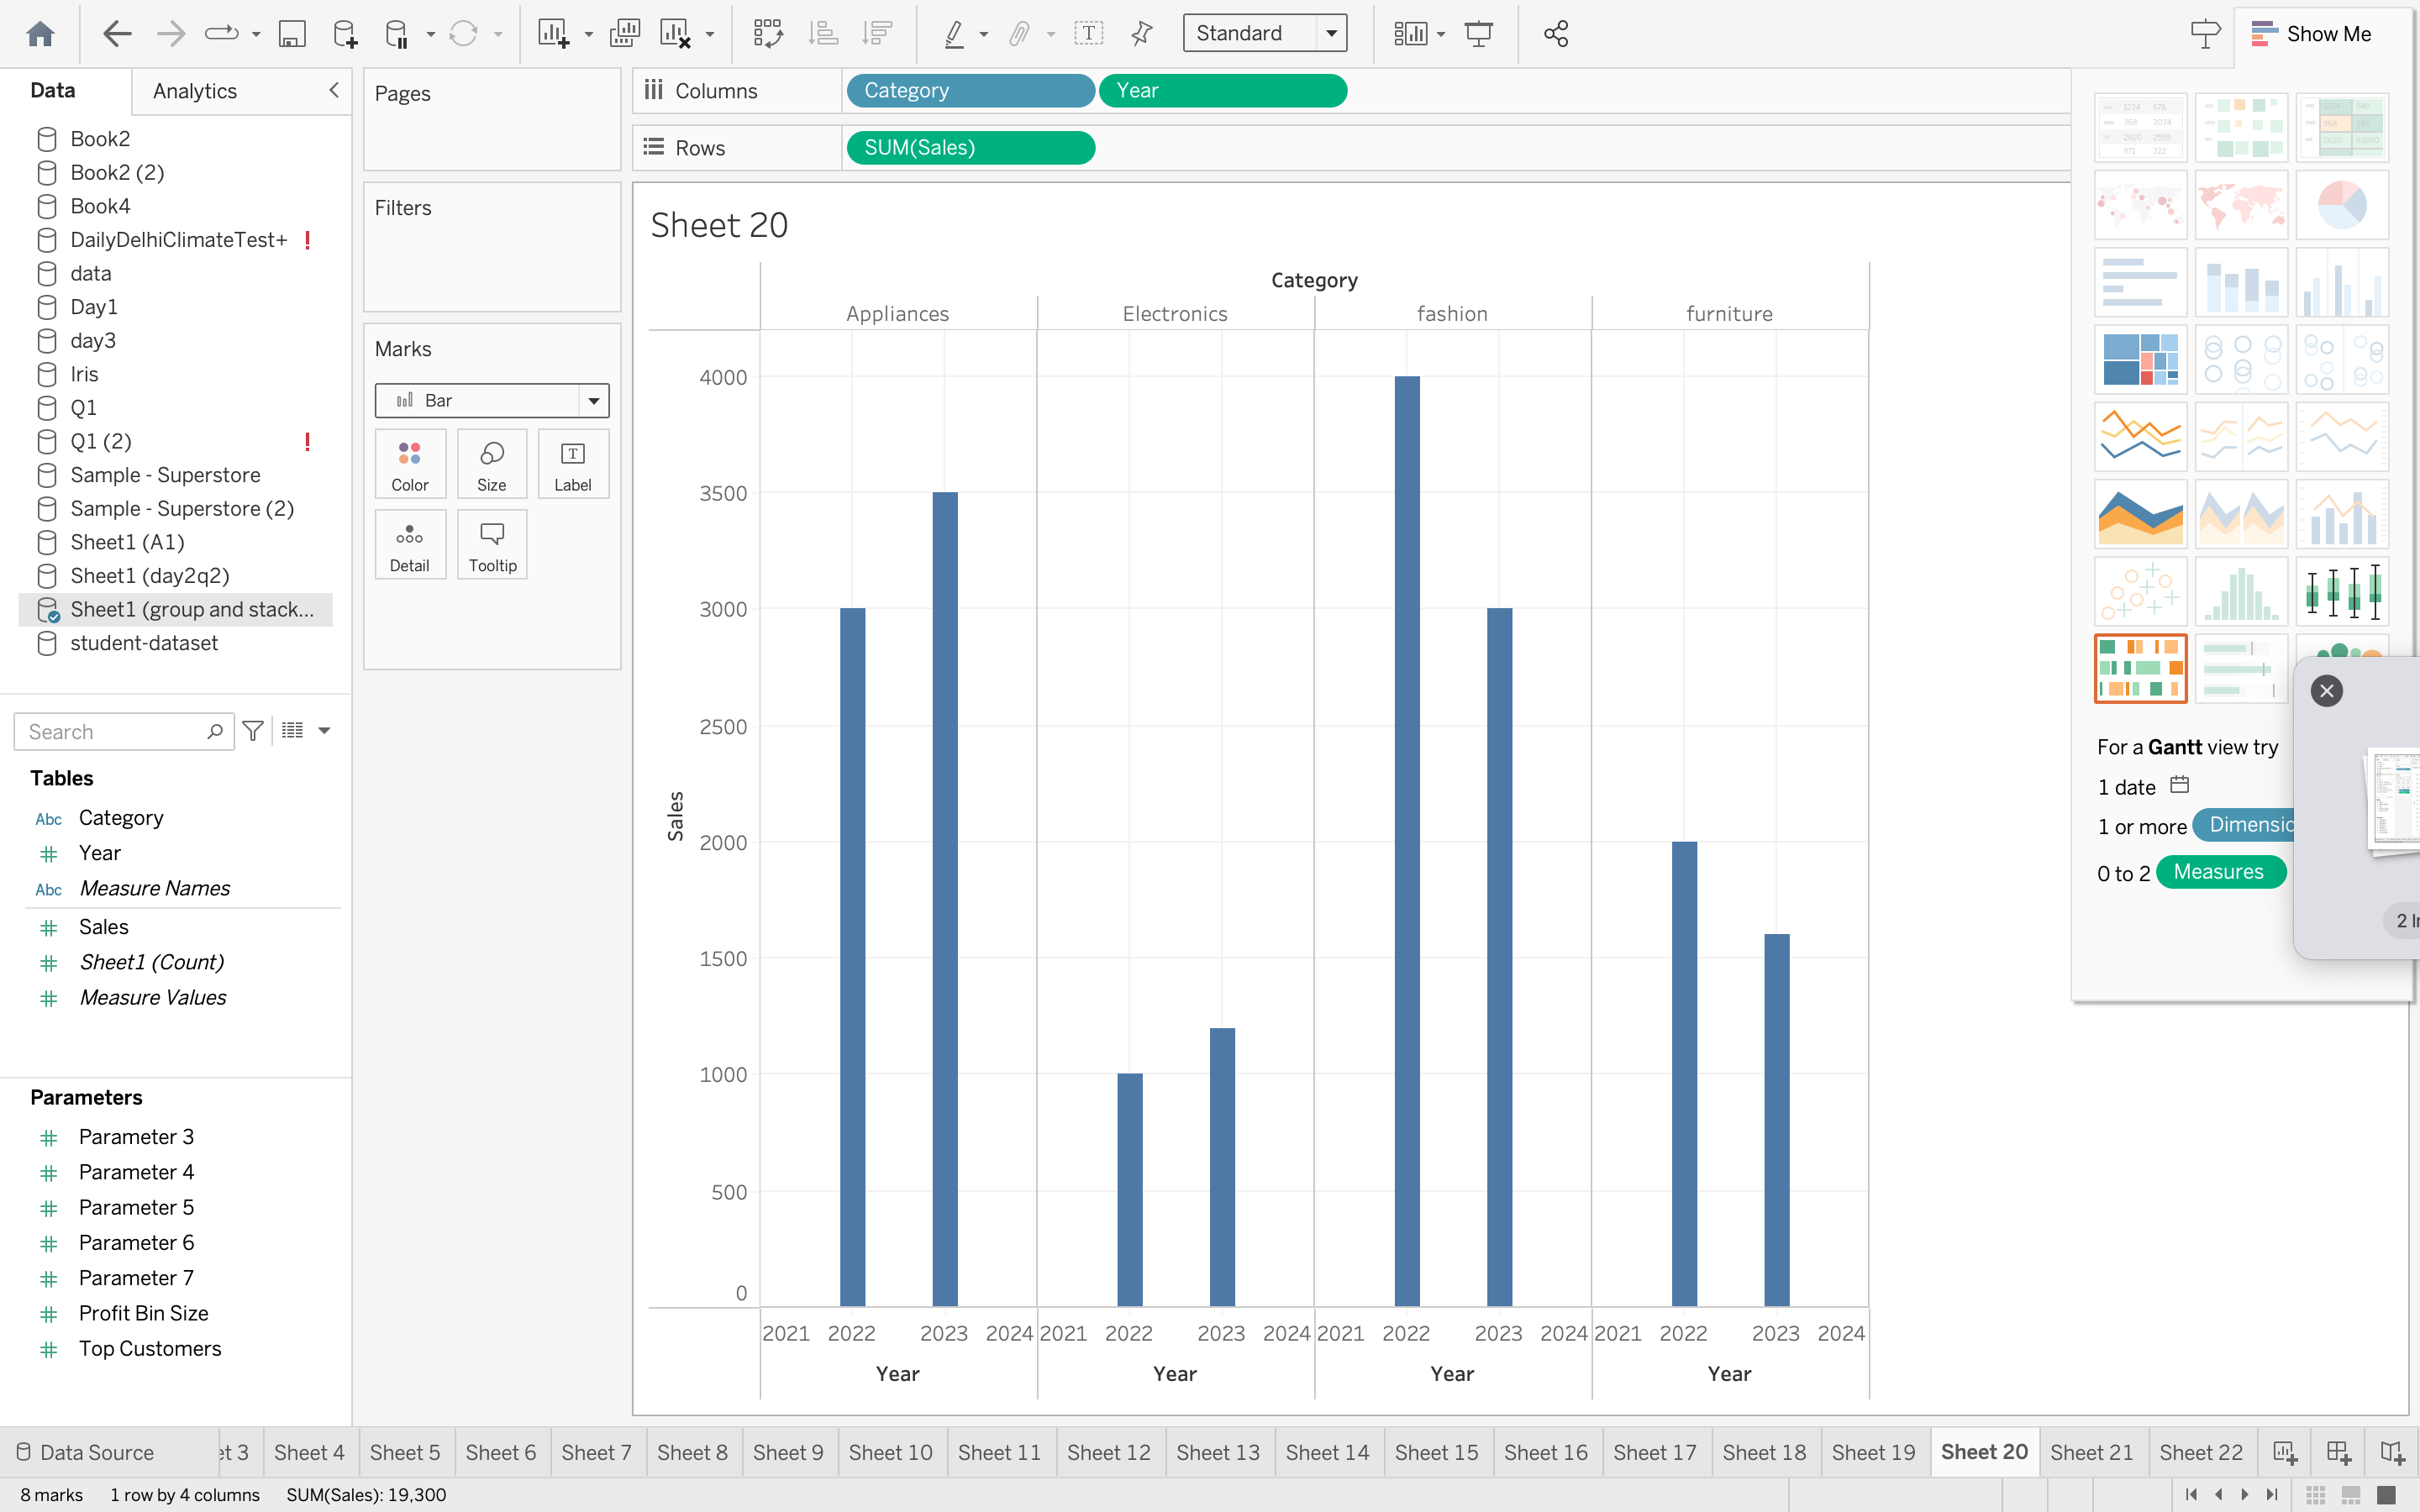 Standard
Show Me
Data
Analytics
Book2
Book2 (2)
Book4
DailyDelhiClimateTest+ !
data
Day1
day3
Iris
Q1
Q1 (2) !
Sample - Superstore
Sample - Superstore (2)
Sheet1 (A1)
Sheet1 (day2q2)
Sheet1 (group and stack...
student-dataset
Search
Tables
Abc Category
Year
Abc Measure Names
Sales
Sheet1 (Count)
Measure Values
Parameters
Parameter 3
Parameter 4
Parameter 5
Parameter 6
Parameter 7
Profit Bin Size
Top Customers
Pages
Filters
Marks
Bar
Color Size Label
Detail Tooltip
Columns Category Year
Rows SUM(Sales)
Sheet 20
Category
Appliances Electronics fashion furniture
4000
3500
3000
2500
2000
1500
1000
500
0
Sales
2021 2022 2023 2024 2021 2022 2023 2024 2021 2022 2023 2024 2021 2022 2023 2024
Year Year Year Year
For a Gantt view try
1 date
1 or more Dimensio
0 to 2 Measures
Data Source et 3 Sheet 4 Sheet 5 Sheet 6 Sheet 7 Sheet 8 Sheet 9 Sheet 10 Sheet 11 Sheet 12 Sheet 13 Sheet 14 Sheet 15 Sheet 16 Sheet 17 Sheet 18 Sheet 19 Sheet 20 Sheet 21 Sheet 22
8 marks 1 row by 4 columns SUM(Sales): 19,300